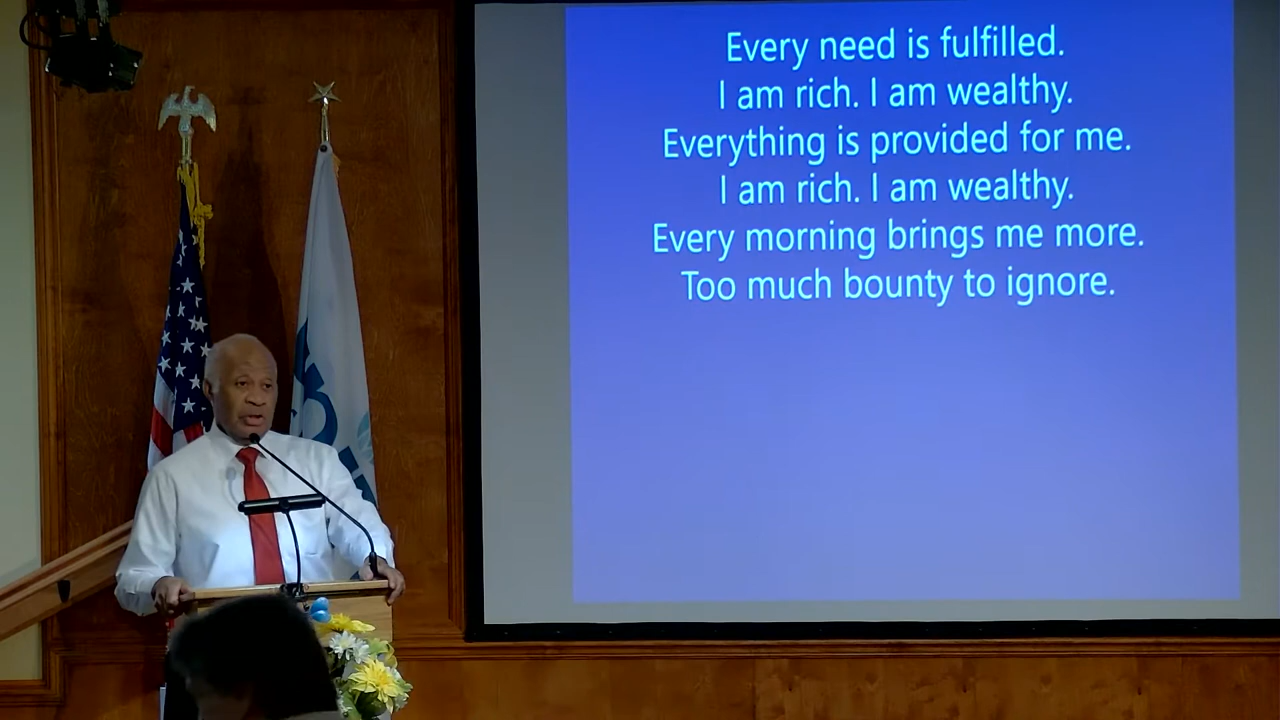 Every need is fulfilled.
I am rich. I am wealthy.
Everything is provided for me.
I am rich. I am wealthy.
Every morning brings me more.
Too much bounty to ignore.